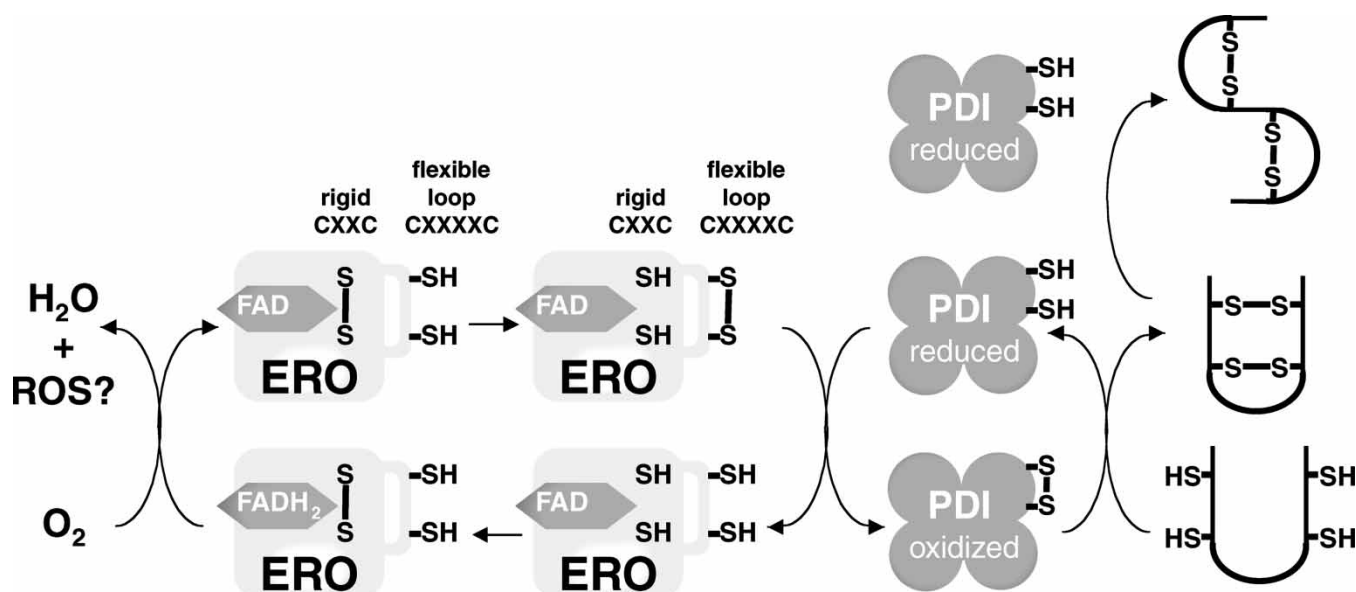 PDI
reduced
-SH
-SH
S
S
S
S
rigid
CXXC
flexible
loop
CXXXXC
rigid
CXXC
flexible
loop
CXXXXC
H₂O
+
ROS?
FAD
S
S
-SH
-SH
ERO
FAD
SH
SH
S
S
ERO
PDI
reduced
-SH
-SH
S-S
S-S
O₂
FADH₂
S
S
-SH
-SH
ERO
FAD
SH
SH
-SH
-SH
ERO
PDI
oxidized
S
S
HS
SH
HS
SH